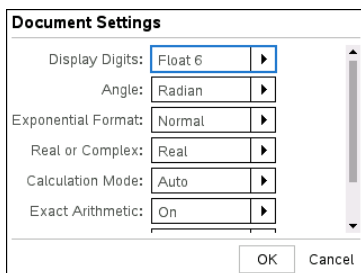 Document Settings
Display Digits: Float 6
Angle: Radian
Exponential Format: Normal
Real or Complex: Real
Calculation Mode: Auto
Exact Arithmetic: On
OK Cancel